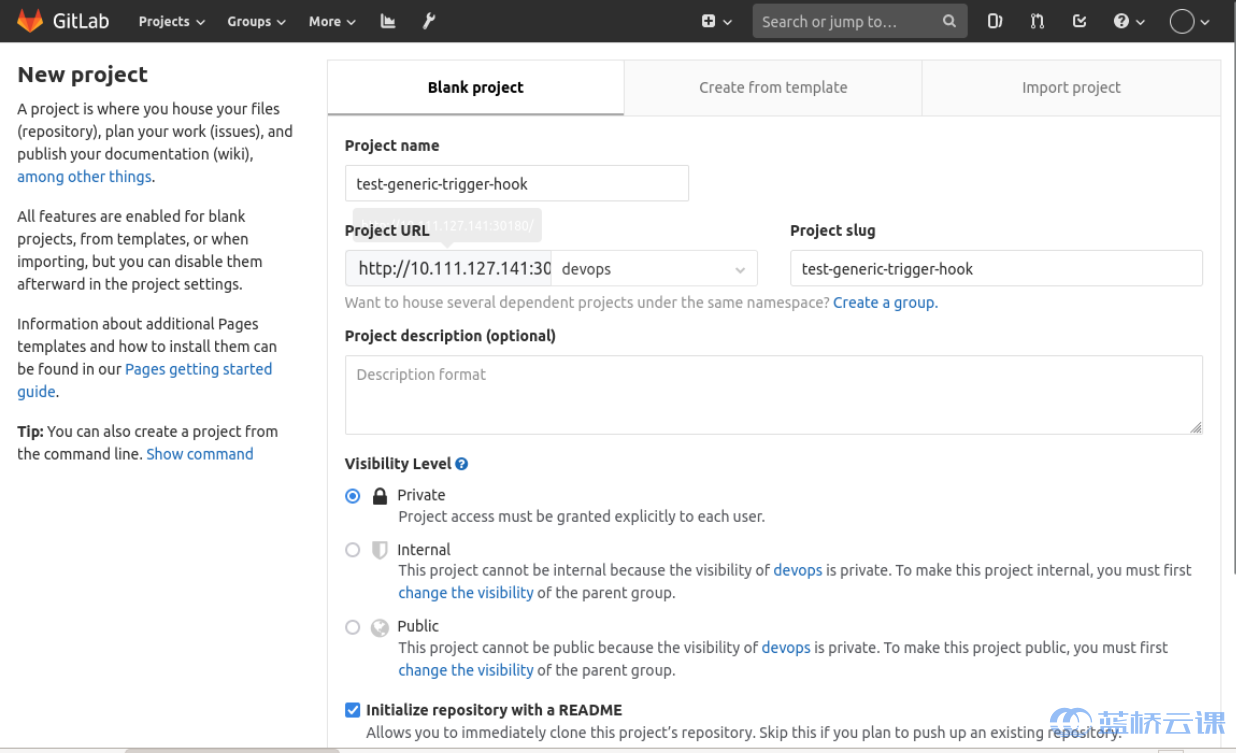 GitLab Projects Groups More Search or jump to…
New project
A project is where you house your files
(repository), plan your work (issues), and
publish your documentation (wiki),
among other things.
All features are enabled for blank
projects, from templates, or when
importing, but you can disable them
afterward in the project settings.
Information about additional Pages
templates and how to install them can
be found in our Pages getting started
guide.
Tip: You can also create a project from
the command line. Show command
Blank project Create from template Import project
Project name
test-generic-trigger-hook
http://10.111.127.141:30180/
Project URL Project slug
http://10.111.127.141:30 devops test-generic-trigger-hook
Want to house several dependent projects under the same namespace? Create a group.
Project description (optional)
Description format
Visibility Level
Private
Project access must be granted explicitly to each user.
Internal
This project cannot be internal because the visibility of devops is private. To make this project internal, you must first
change the visibility of the parent group.
Public
This project cannot be public because the visibility of devops is private. To make this project public, you must first
change the visibility of the parent group.
Initialize repository with a README
Allows you to immediately clone this project's repository. Skip this if you plan to push up an existing repository.
蓝桥云课